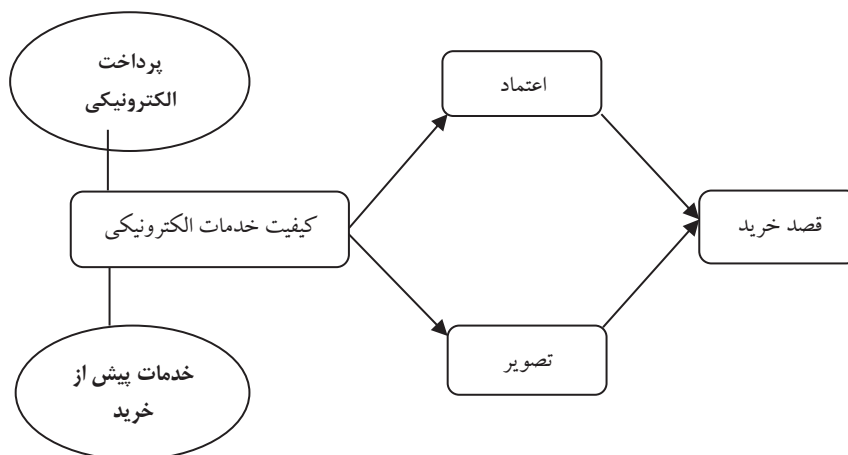 پرداخت
الکترونیکی
اعتماد
کیفیت خدمات الکترونیکی
قصد خرید
تصویر
خدمات پیش از
خرید